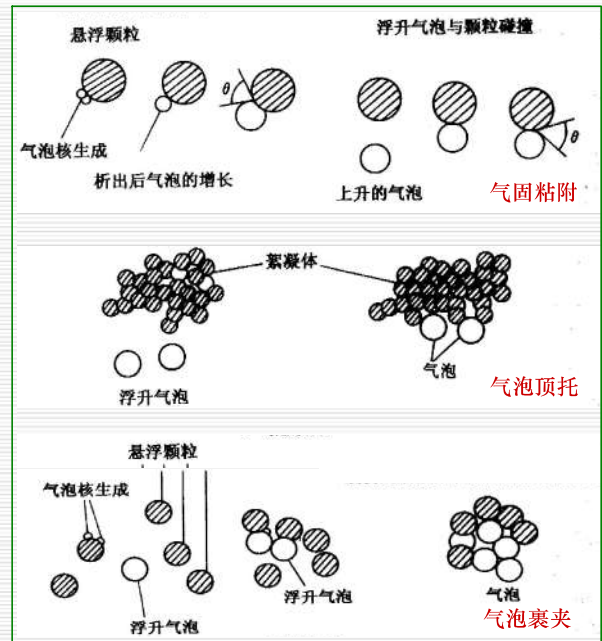 悬浮颗粒
浮升气泡与颗粒碰撞
θ
θ
气泡核生成
析出后气泡的增长
上升的气泡
气固粘附
絮凝体
浮升气泡
气泡
气泡顶托
悬浮颗粒
气泡核生成
浮升气泡
浮升气泡
气泡
气泡裹夹